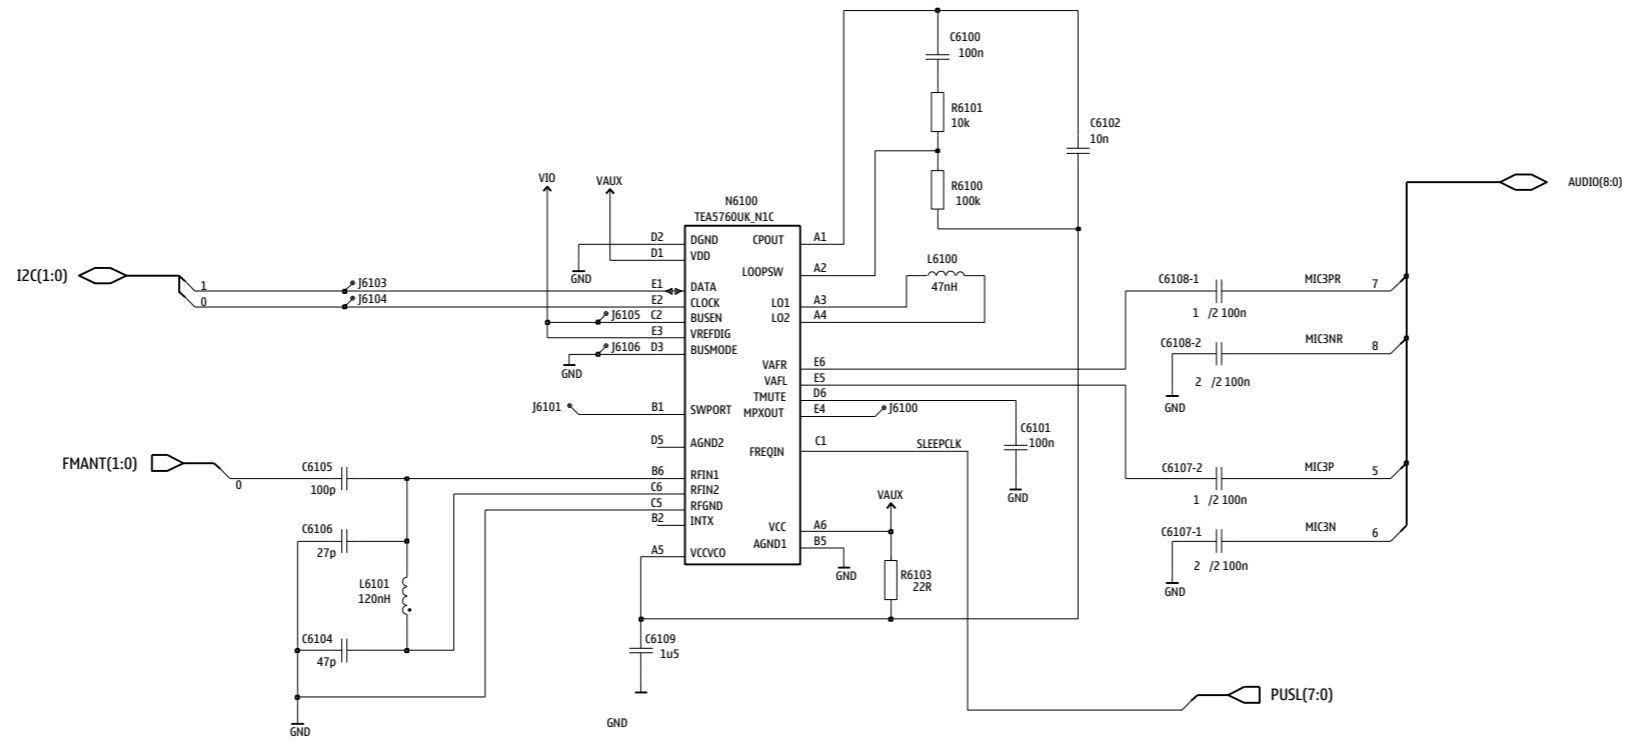 C6100
100n
R6101
10k
C6102
10n
VIO
VAUX
R6100
100k
AUDIO(8:0)
N6100
TEA5760UK_N1C
D2 DGND CPOUT A1
D1 VDD
GND
LOOPSW A2
L6100
47nH
I2C(1:0)
1 J6103 E1 DATA
0 J6104 E2 CLOCK LO1 A3
J6105 C2 BUSEN LO2 A4
E3 VREFDIG
J6106 D3 BUSMODE
GND
C6108-1 MIC3PR 7
1 /2 100n
C6108-2 MIC3NR 8
2 /2 100n
GND
VAFR E6
VAFL E5
TMUTE D6
J6101 B1 SWPORT MPXOUT E4 J6100
C6101
100n
GND
D5 AGND2 FREQIN C1 SLEEPCLK
FMANT(1:0)
0
C6105
100p
B6 RFIN1
C6 RFIN2
C5 RFGND
B2 INTX
C6107-2 MIC3P 5
1 /2 100n
C6107-1 MIC3N 6
2 /2 100n
GND
VAUX
VCC A6
AGND1 B5
GND
C6106
27p
A5 VCCVCO
R6103
22R
L6101
120nH
C6104
47p
C6109
1u5
GND
GND
PUSL(7:0)